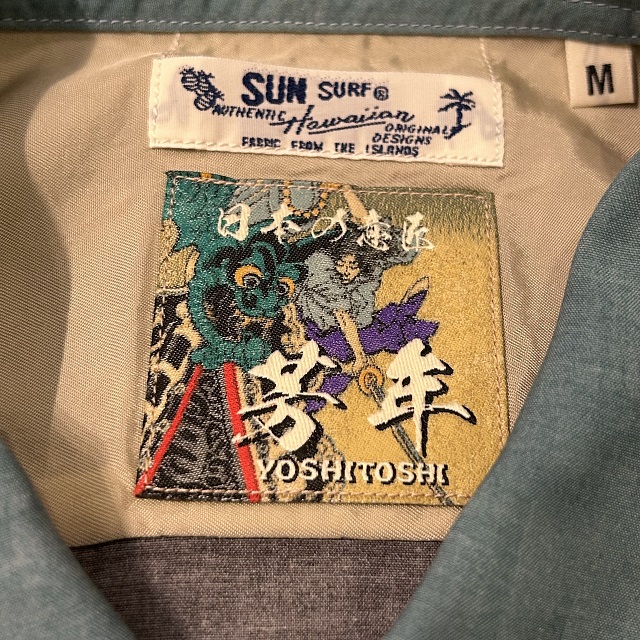 SUN SURF®
AUTHENTIC Hawaiian ORIGINAL DESIGNS
FABRIC FROM THE ISLANDS
M
日本の意匠
芳年
YOSHITOSHI